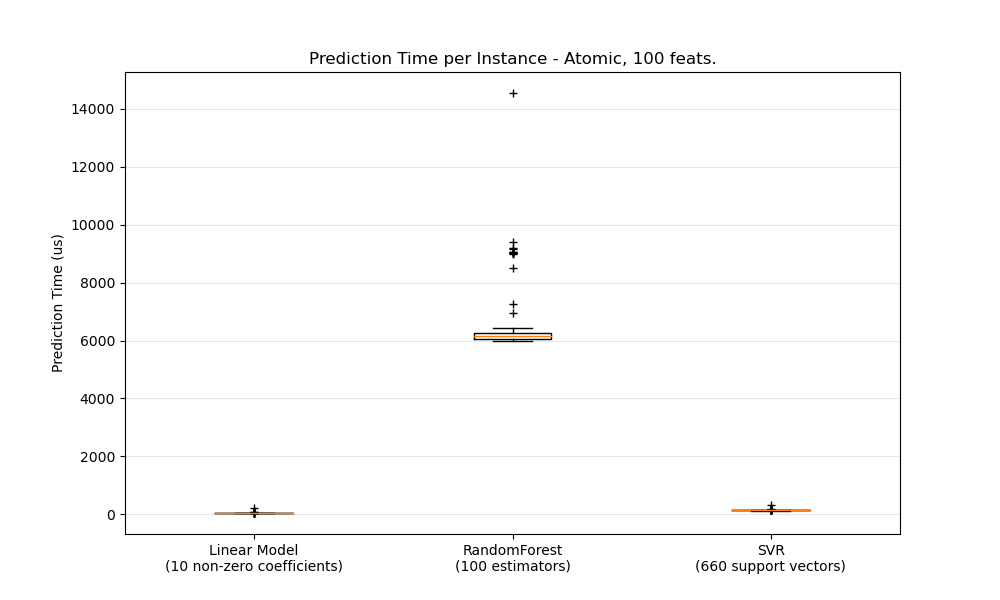 Prediction Time per Instance - Atomic, 100 feats.
Prediction Time (us)
14000
12000
10000
8000
6000
4000
2000
0
Linear Model
(10 non-zero coefficients)
RandomForest
(100 estimators)
SVR
(660 support vectors)